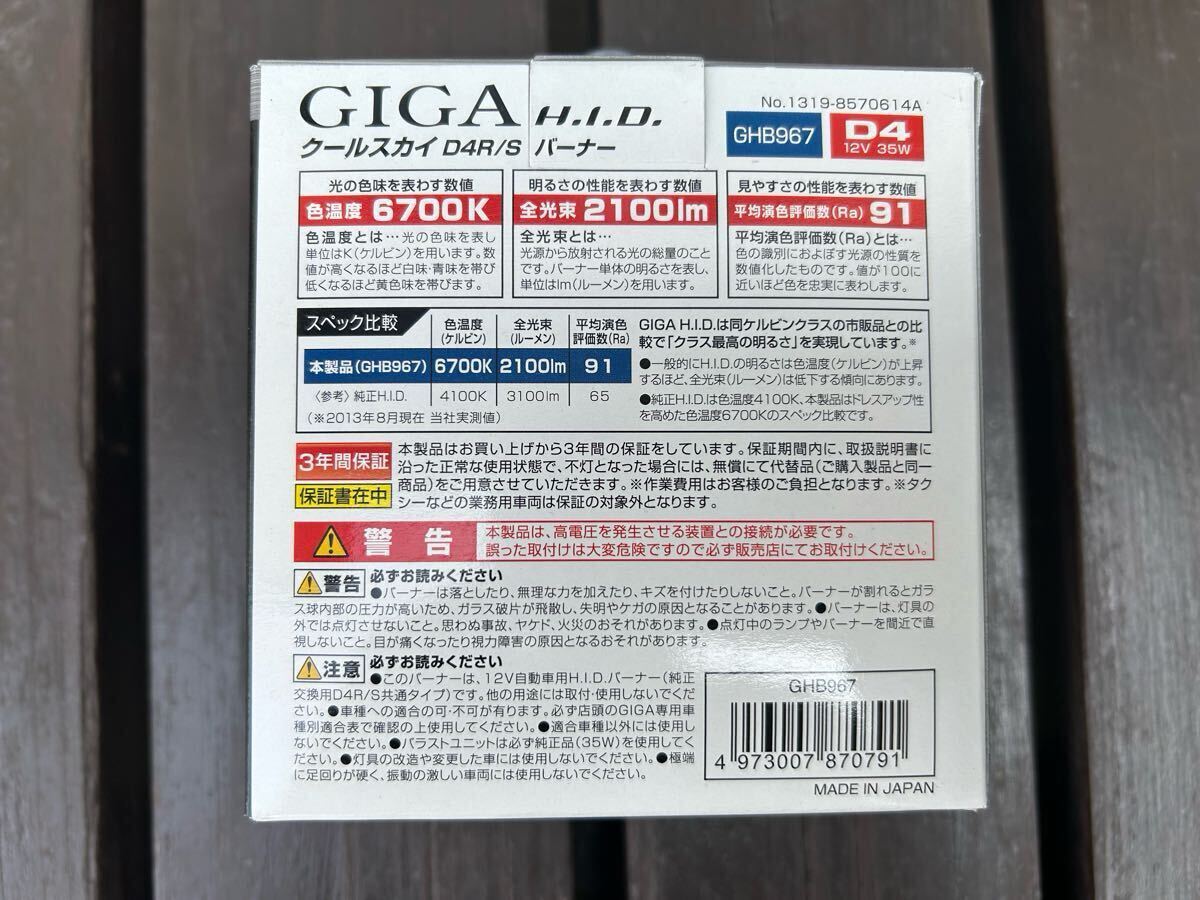 GIGA H.I.D.
クールスカイ D4R/S バーナー
No.1319-8570614A
GHB967
D4
12V 35W
光の色味を表わす数値
色温度 6700K
色温度とは…光の色味を表し
単位はK(ケルビン)を用います。数
値が高くなるほど白味・青味を帯び
低くなるほど黄色味を帯びます。
明るさの性能を表わす数値
全光束 2100lm
全光束とは…
光源から放射される光の総量のこと
です。バーナー単体の明るさを表し、
単位はlm(ルーメン)を用います。
見やすさの性能を表わす数値
平均演色評価数(Ra) 91
平均演色評価数(Ra)とは…
色の識別におよぼす光源の性質を
数値化したものです。値が100に
近いほど色を忠実に表わします。
スペック比較
色温度
(ケルビン)
全光束
(ルーメン)
平均演色
評価数(Ra)
本製品(GHB967) 6700K 2100lm 91
〈参考〉純正H.I.D. 4100K 3100lm 65
(※2013年8月現在 当社実測値)
GIGA H.I.D.は同ケルビンクラスの市販品との比
較で「クラス最高の明るさ」を実現しています。※
●一般的にH.I.D.の明るさは色温度(ケルビン)が上昇
するほど、全光束(ルーメン)は低下する傾向にあります。
●純正H.I.D.は色温度4100K、本製品はドレスアップ性
を高めた色温度6700Kのスペック比較です。
3年間保証
保証書在中
本製品はお買い上げから3年間の保証をしています。保証期間内に、取扱説明書に
沿った正常な使用状態で、不灯となった場合には、無償にて代替品(ご購入製品と同一
商品)をご用意させていただきます。※作業費用はお客様のご負担となります。※タク
シーなどの業務用車両は保証の対象外となります。
警告
本製品は、高電圧を発生させる装置との接続が必要です。
誤った取付けは大変危険ですので必ず販売店にてお取付けください。
警告 必ずお読みください
●バーナーは落としたり、無理な力を加えたり、キズを付けたりしないこと。バーナーが割れるとガラ
ス球内部の圧力が高いため、ガラス破片が飛散し、失明やケガの原因となることがあります。●バーナーは、灯具の
外では点灯させないこと。思わぬ事故、ヤケド、火災のおそれがあります。●点灯中のランプやバーナーを間近で直
視しないこと。目が痛くなったり視力障害の原因となるおそれがあります。
注意 必ずお読みください
●このバーナーは、12V自動車用H.I.D.バーナー(純正
交換用D4R/S共通タイプ)です。他の用途には取付・使用しないでくだ
さい。●車種への適合の可・不可が有ります。必ず店頭のGIGA専用車
種別適合表で確認の上使用してください。●適合車種以外には使用し
ないでください。●バラストユニットは必ず純正品(35W)を使用してく
ださい。●灯具の改造や変更した車には使用しないでください。●極端
に足回りが硬く、振動の激しい車両には使用しないでください。
GHB967
4 973007 870791
MADE IN JAPAN